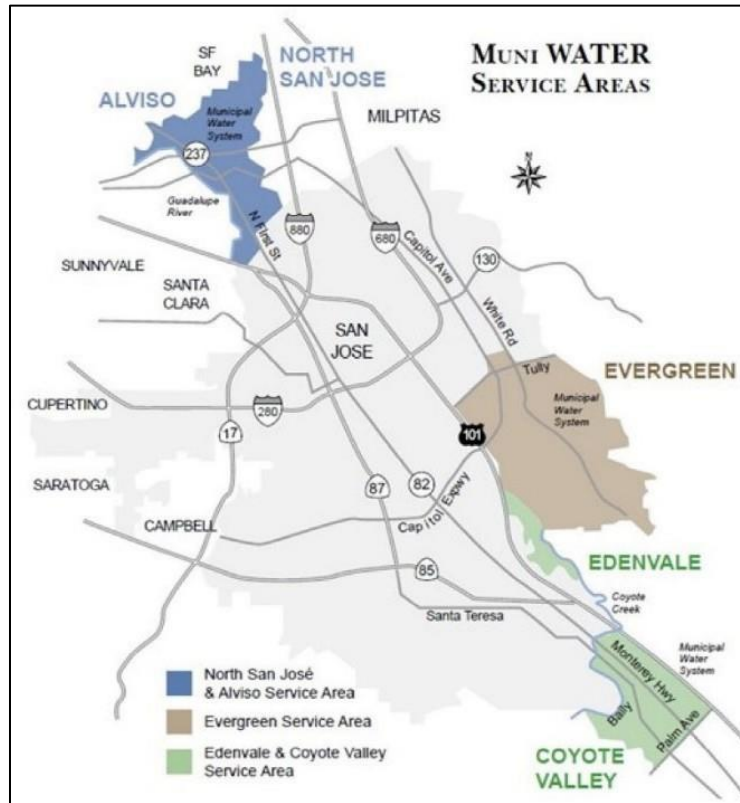 MUNI WATER
SERVICE AREAS
SF
BAY
NORTH
SAN JOSE
ALVISO
Municipal
Water
System
MILPITAS
N
237
Guadalupe
River
N First St
880
680
Capitol Ave
130
SUNNYVALE
SANTA
CLARA
White Rd
SAN
JOSE
Tully
EVERGREEN
Municipal
Water
System
CUPERTINO
280
17
101
SARATOGA
87
82
Capitol Expwy
CAMPBELL
85
EDENVALE
Coyote
Creek
Santa Teresa
Monterey Hwy
Municipal
Water
System
Baily
Palm Ave
COYOTE
VALLEY
North San José
& Alviso Service Area
Evergreen Service Area
Edenvale & Coyote Valley
Service Area